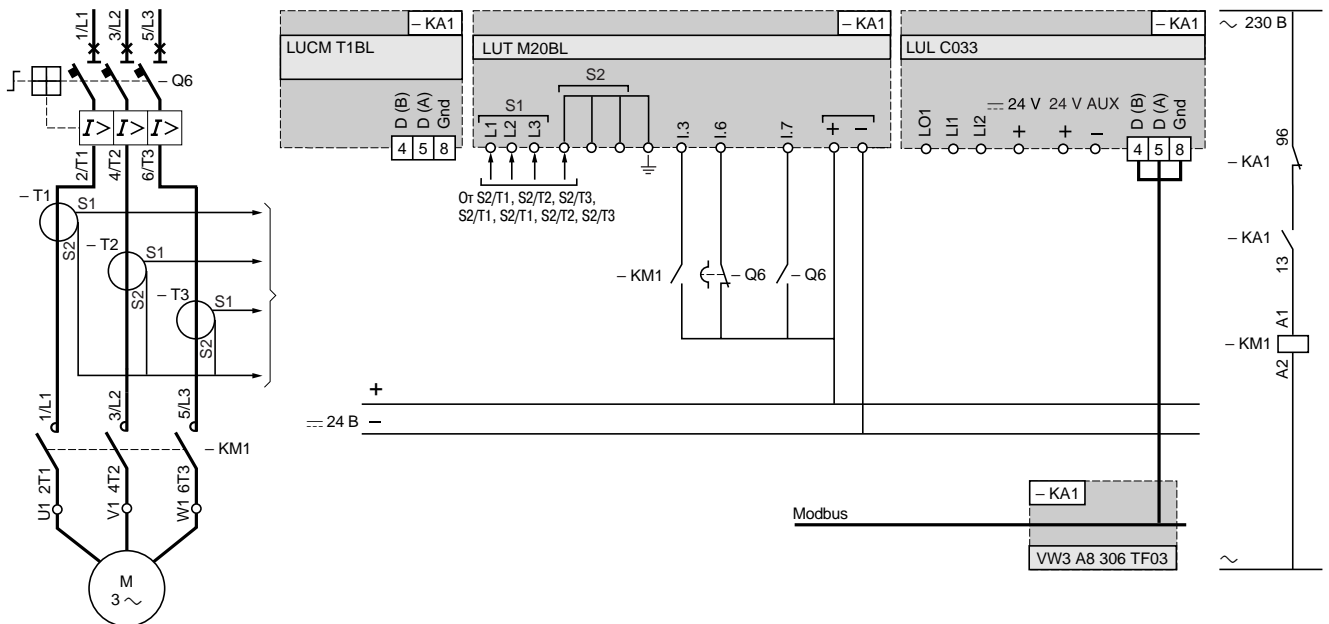 1/L1 3/L2 5/L3
– Q6
I> I> I>
2/T1 4/T2 6/T3
– T1 S1
S2
– T2 S1
S2
– T3 S1
S2
1/L1 3/L2 5/L3
– KM1
2T1 4T2 6T3
U1 V1 W1
M
3 ~
– KA1
LUCM T1BL
D (B) D (A) Gnd
4 5 8
– KA1
LUT M20BL
S2
S1
L1 L2 L3
I.3 I.6 I.7 + –
От S2/T1, S2/T2, S2/T3,
S2/T1, S2/T1, S2/T2, S2/T3
– KM1 – Q6 – Q6
+
24 В –
– KA1
LUL C033
24 V 24 V AUX
LO1 LI1 LI2 + + –
D (B) D (A) Gnd
4 5 8
– KA1
Modbus
VW3 A8 306 TF03
~ 230 В
96
– KA1
– KA1
13
A1
– KM1
A2
~